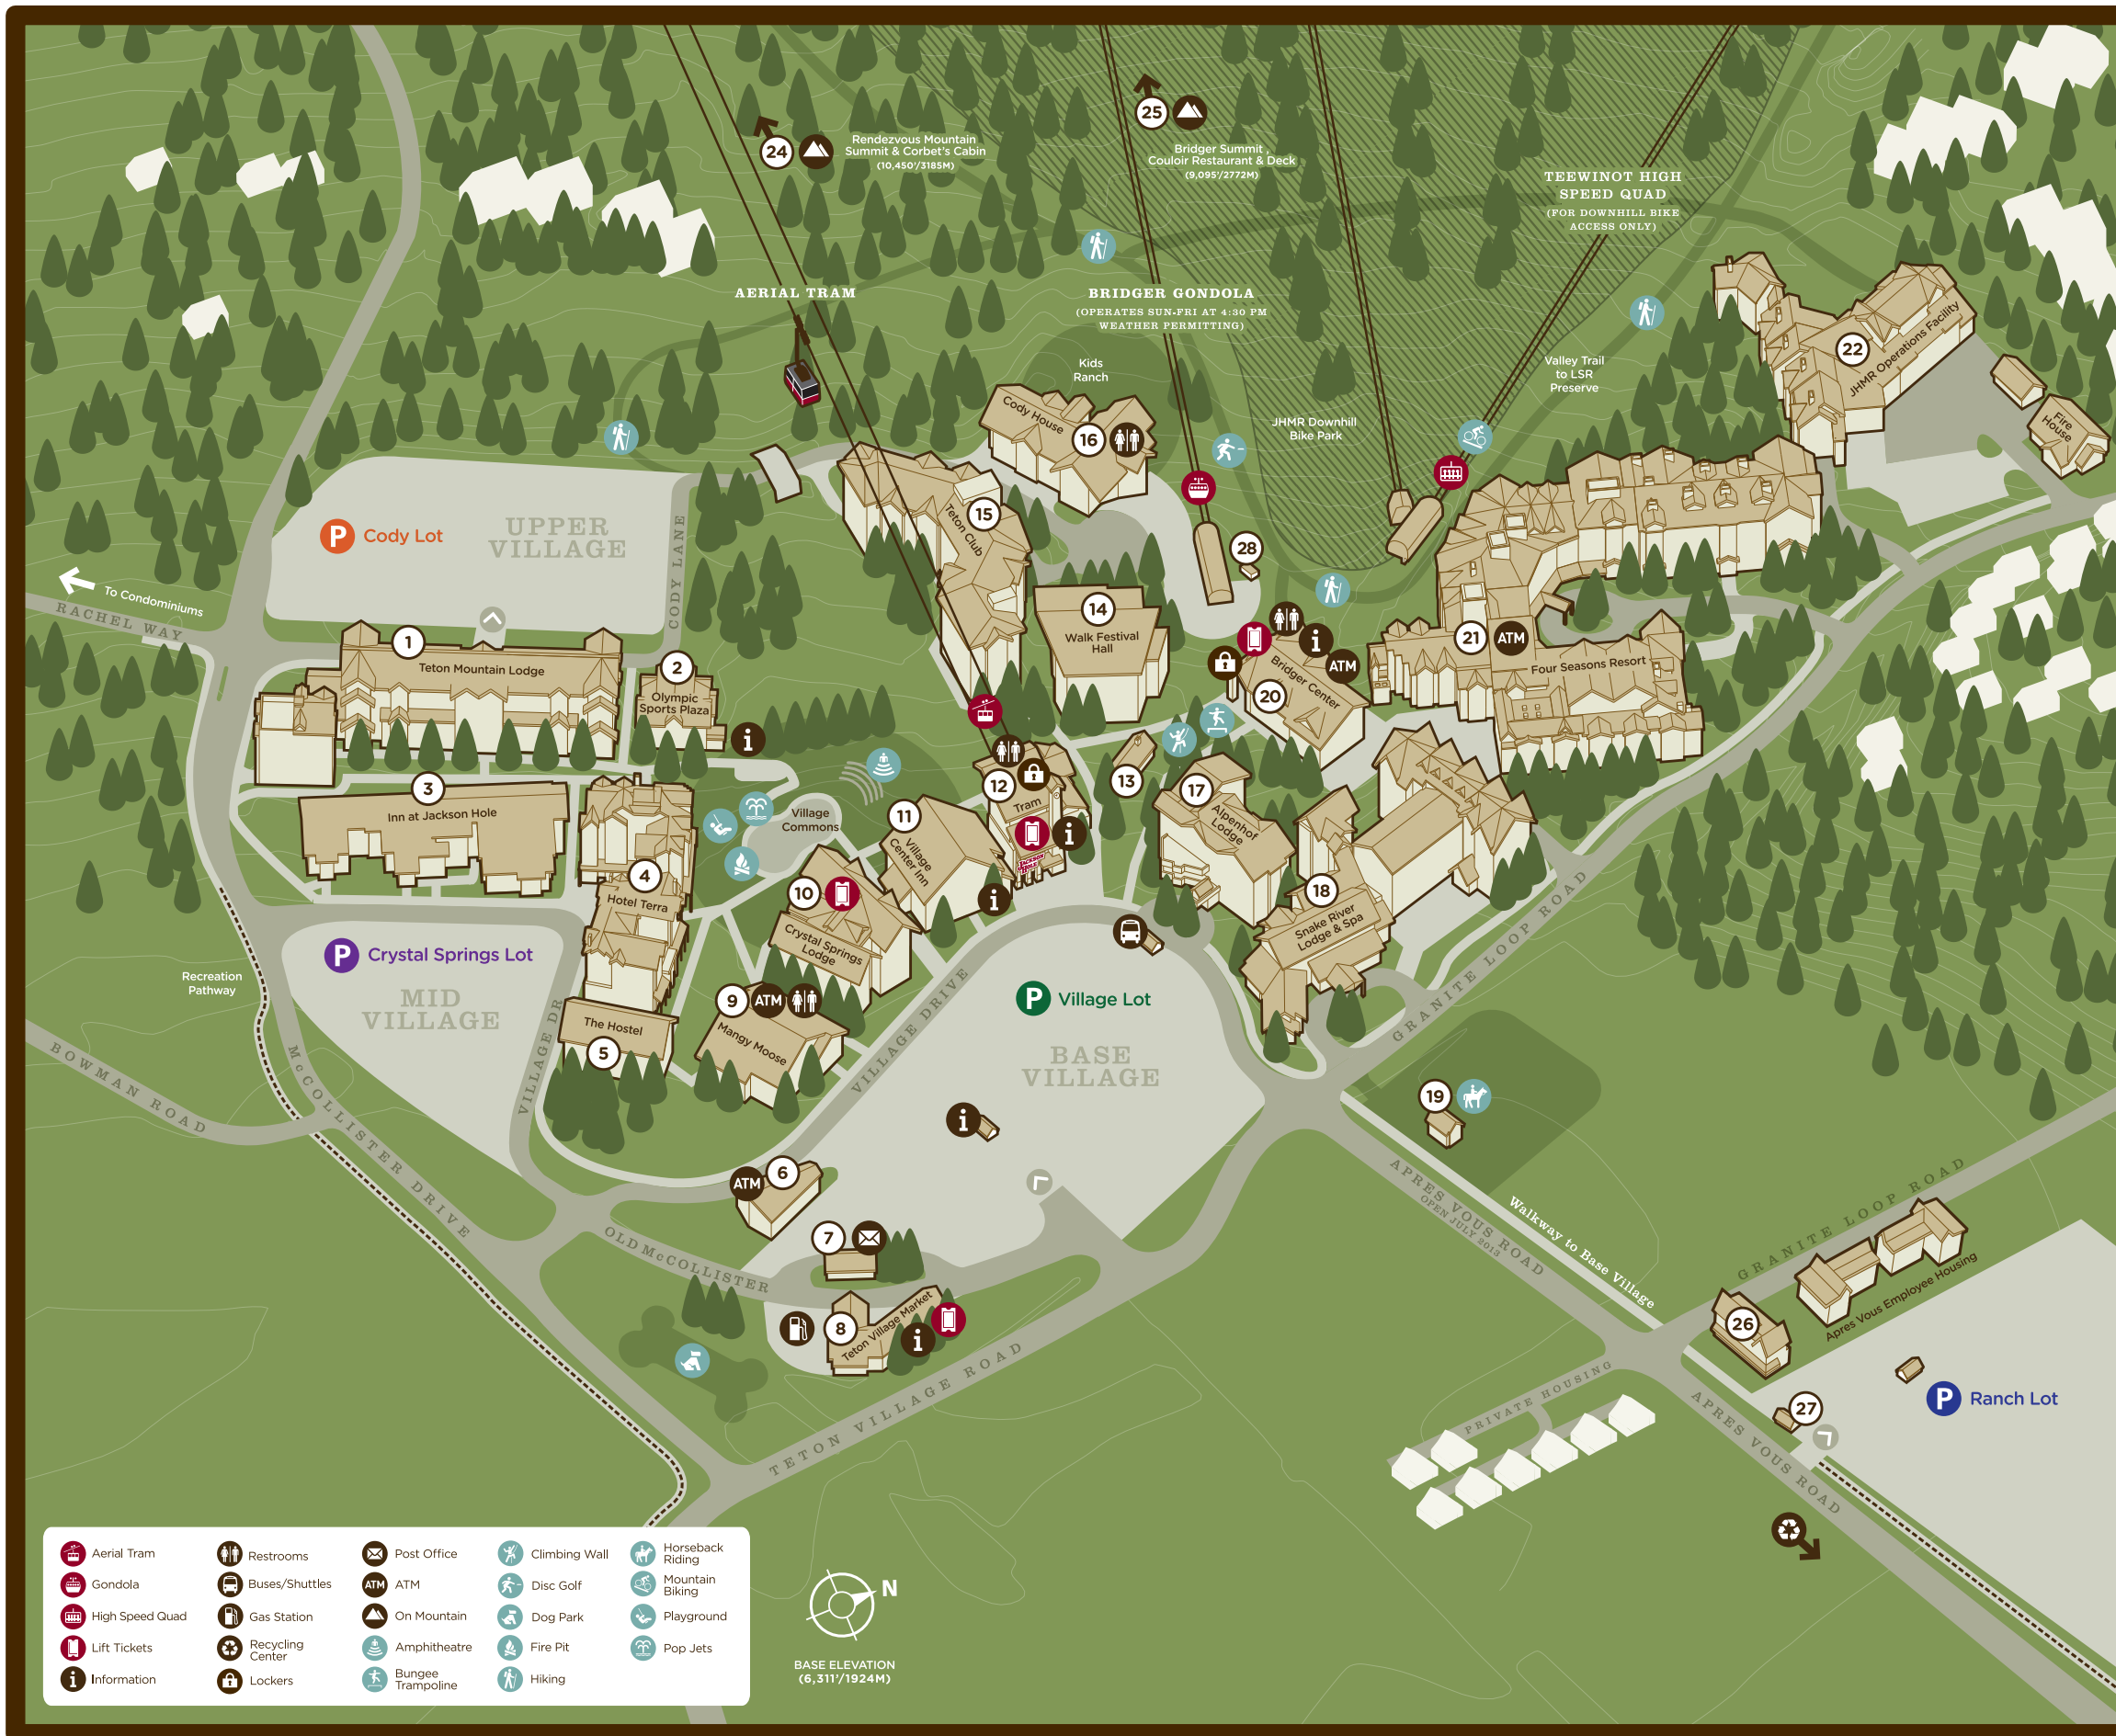 25
24
Rendezvous Mountain
Summit & Corbet's Cabin
(10,450'/3185M)
Bridger Summit,
Couloir Restaurant & Deck
(9,095'/2772M)
TEEWINOT HIGH
SPEED QUAD
(FOR DOWNHILL BIKE
ACCESS ONLY)
AERIAL TRAM
BRIDGER GONDOLA
(OPERATES SUN-FRI AT 4:30 PM
WEATHER PERMITTING)
Kids
Ranch
Valley Trail
to LSR
Preserve
22
JHMR Operations Facility
Fire
House
Cody House
16
JHMR Downhill
Bike Park
P Cody Lot
UPPER
VILLAGE
CODY LANE
15
Teton Club
28
To Condominiums
RACHEL WAY
1
Teton Mountain Lodge
2
Olympic
Sports Plaza
i
14
Walk Festival
Hall
i
ATM
Bridger Center
20
21
ATM
Four Seasons Resort
3
Inn at Jackson Hole
Village
Commons
11
Village
Center Inn
12
Tram
i
JACKSON
HOLE
13
17
Alpenhof
Lodge
4
Hotel Terra
10
Crystal Springs
Lodge
i
18
Snake River
Lodge & Spa
GRANITE LOOP ROAD
P Crystal Springs Lot
MID
VILLAGE
Recreation
Pathway
The Hostel
5
VILLAGE DR
9
ATM
Mangy Moose
VILLAGE DRIVE
P Village Lot
BASE
VILLAGE
i
19
BOWMAN ROAD
McCOLLISTER DRIVE
6
ATM
7
OLD McCOLLISTER
8
Teton Village Market
i
TETON VILLAGE ROAD
APRES VOUS ROAD
OPEN JULY 2013
Walkway to Base Village
GRANITE LOOP ROAD
Apres Vous Employee Housing
26
PRIVATE HOUSING
27
P Ranch Lot
APRES VOUS ROAD
Aerial Tram
Gondola
High Speed Quad
Lift Tickets
i Information
Restrooms
Buses/Shuttles
Gas Station
Recycling
Center
Lockers
Post Office
ATM ATM
On Mountain
Amphitheatre
Bungee
Trampoline
Climbing Wall
Disc Golf
Dog Park
Fire Pit
Hiking
Horseback
Riding
Mountain
Biking
Playground
Pop Jets
N
BASE ELEVATION
(6,311'/1924M)